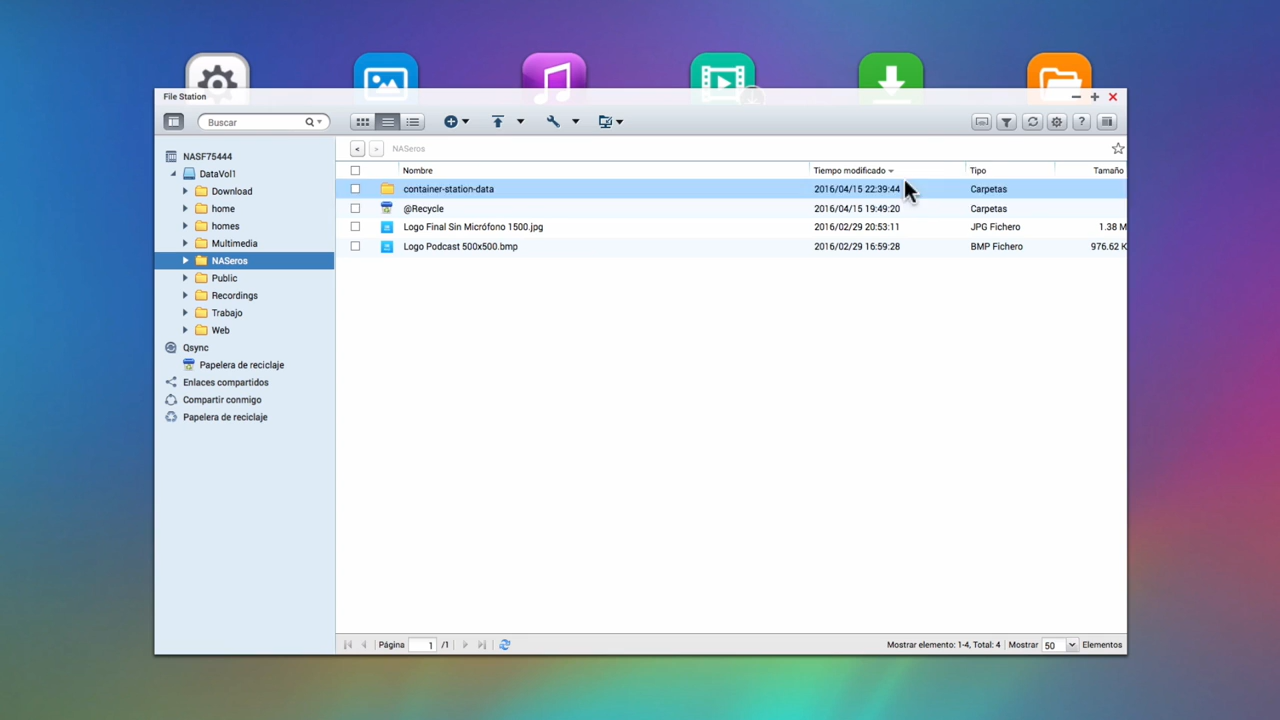 File Station
Buscar
NASF75444
DataVol1
Download
home
homes
Multimedia
NASeros
Public
Recordings
Trabajo
Web
Qsync
Papelera de reciclaje
Enlaces compartidos
Compartir conmigo
Papelera de reciclaje
< > NASeros
Nombre Tiempo modificado Tipo Tamaño
container-station-data 2016/04/15 22:39:44 Carpetas
@Recycle 2016/04/15 19:49:20 Carpetas
Logo Final Sin Micrófono 1500.jpg 2016/02/29 20:53:11 JPG Fichero 1.38 M
Logo Podcast 500x500.bmp 2016/02/29 16:59:28 BMP Fichero 976.62 K
Página 1 /1 Mostrar elemento: 1-4, Total: 4 Mostrar 50 Elementos